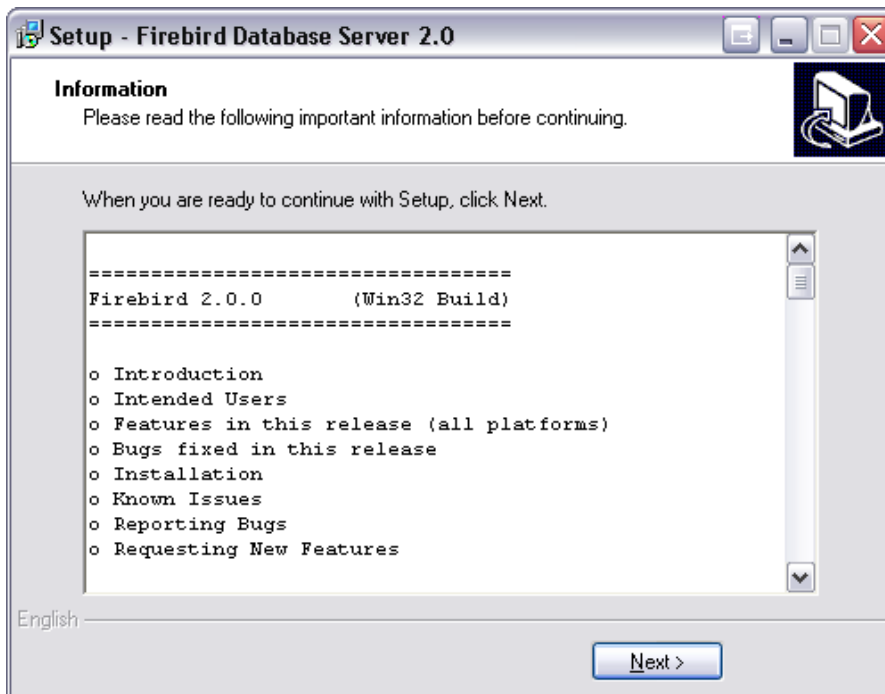 Setup - Firebird Database Server 2.0
Information
Please read the following important information before continuing.
When you are ready to continue with Setup, click Next.
==================================
Firebird 2.0.0       (Win32 Build)
==================================
o Introduction
o Intended Users
o Features in this release (all platforms)
o Bugs fixed in this release
o Installation
o Known Issues
o Reporting Bugs
o Requesting New Features
English
Next >